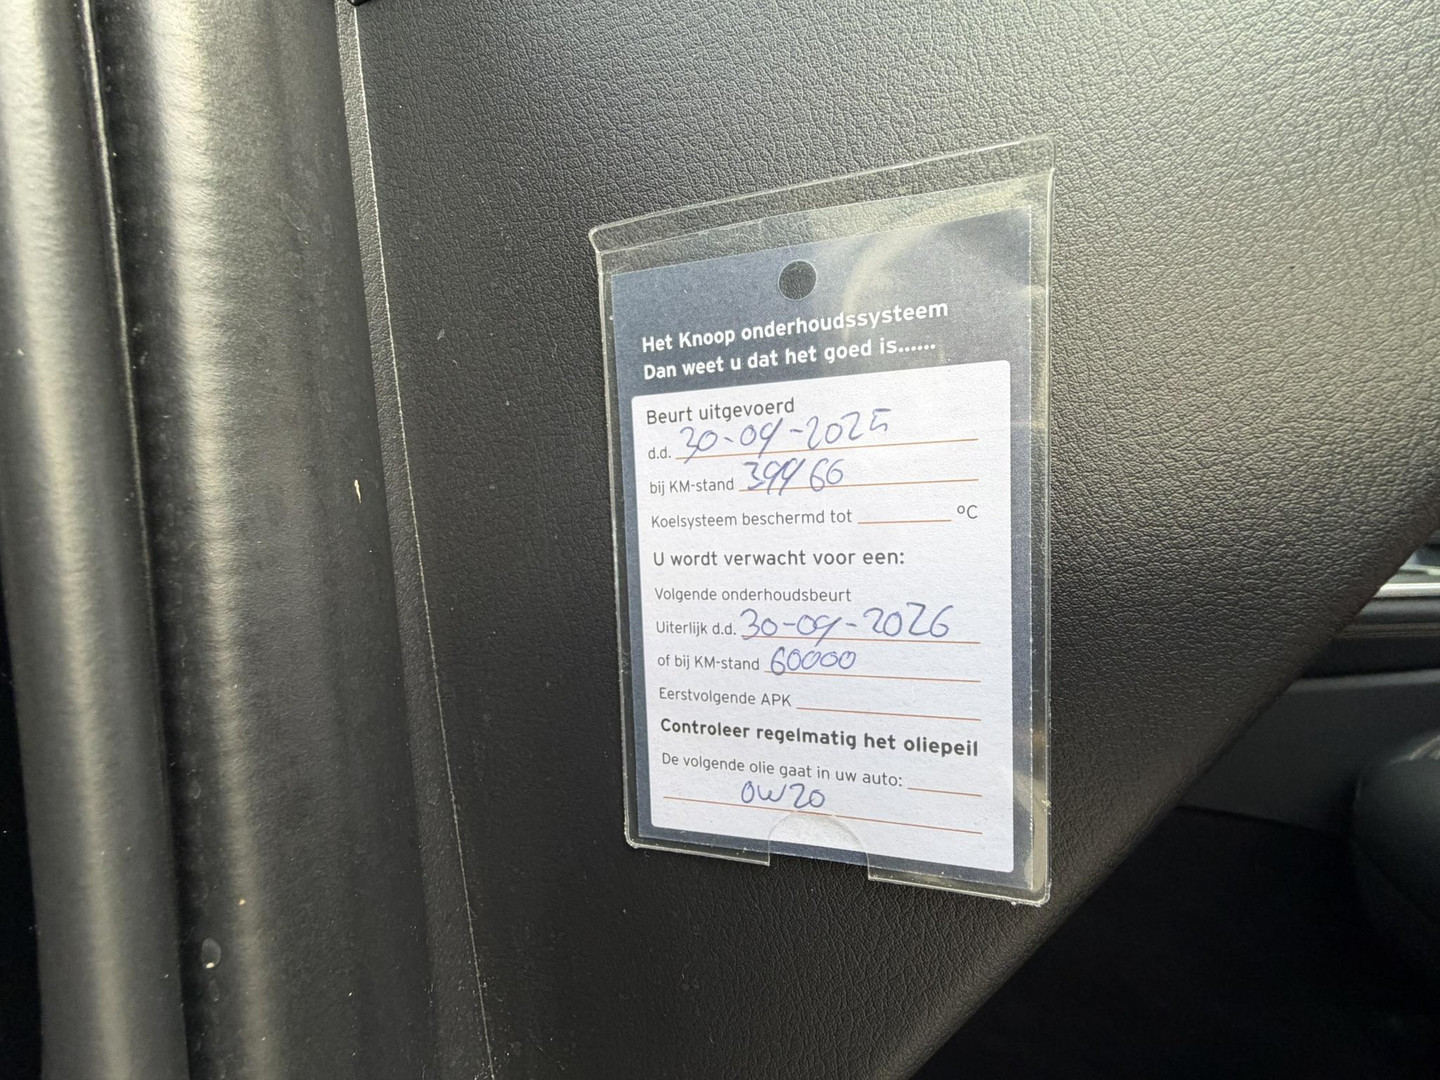 Het Knoop onderhoudssysteem
Dan weet u dat het goed is......
Beurt uitgevoerd
d.d. 30-09-2025
bij KM-stand 39966
Koelsysteem beschermd tot ºC
U wordt verwacht voor een:
Volgende onderhoudsbeurt
Uiterlijk d.d. 30-09-2026
of bij KM-stand 60000
Eerstvolgende APK
Controleer regelmatig het oliepeil
De volgende olie gaat in uw auto:
0W20